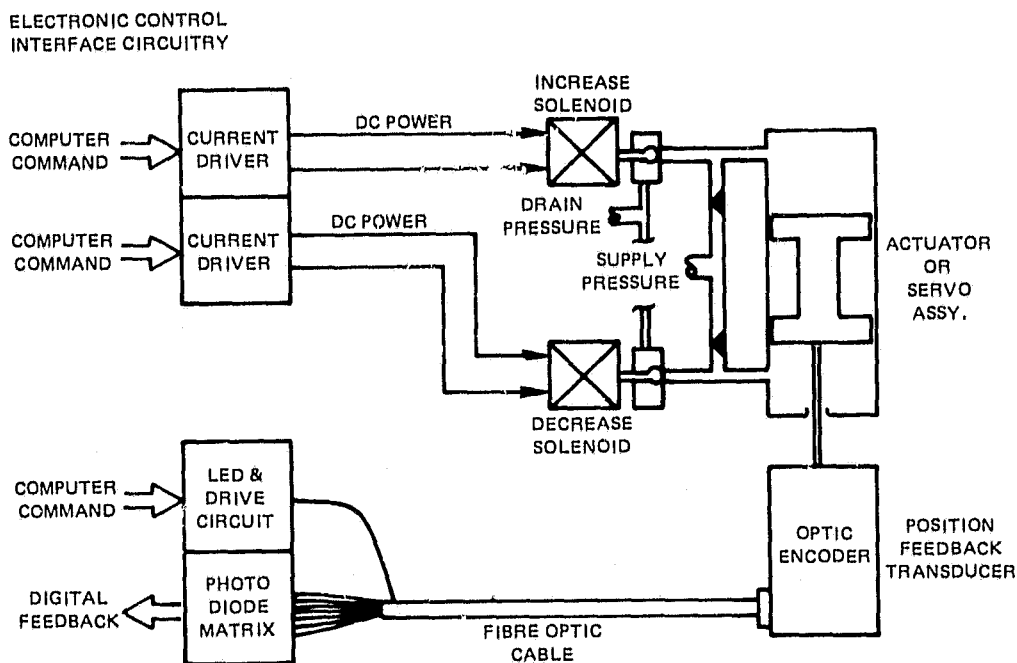 ELECTRONIC CONTROL
INTERFACE CIRCUITRY
INCREASE
SOLENOID
COMPUTER
COMMAND
CURRENT
DRIVER
DC POWER
DRAIN
PRESSURE
COMPUTER
COMMAND
CURRENT
DRIVER
DC POWER
SUPPLY
PRESSURE
ACTUATOR
OR
SERVO
ASSY.
DECREASE
SOLENOID
COMPUTER
COMMAND
LED &
DRIVE
CIRCUIT
OPTIC
ENCODER
POSITION
FEEDBACK
TRANSDUCER
DIGITAL
FEEDBACK
PHOTO
DIODE
MATRIX
FIBRE OPTIC
CABLE